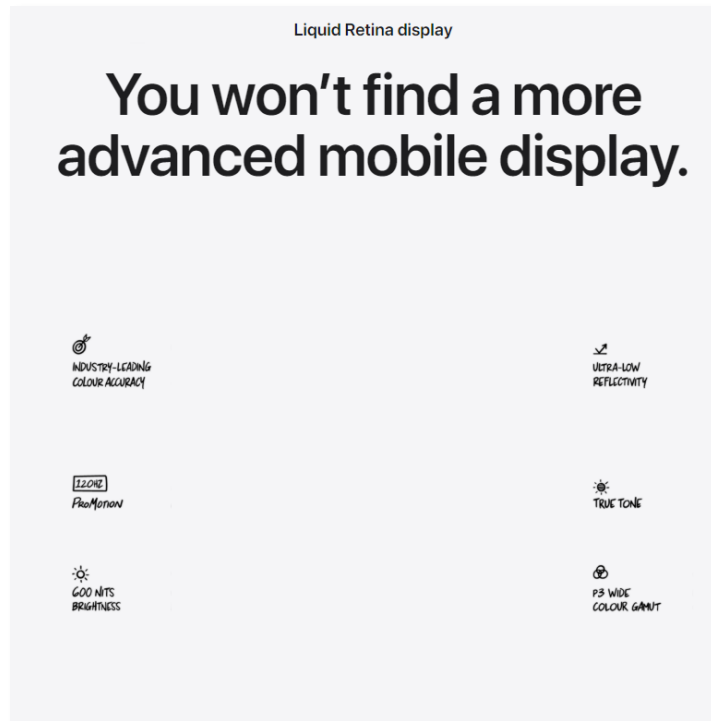 Liquid Retina display
You won’t find a more
advanced mobile display.
INDUSTRY-LEADING
COLOUR ACCURACY
ULTRA-LOW
REFLECTIVITY
120HZ
PROMOTION
TRUE TONE
600 NITS
BRIGHTNESS
P3 WIDE
COLOUR GAMUT